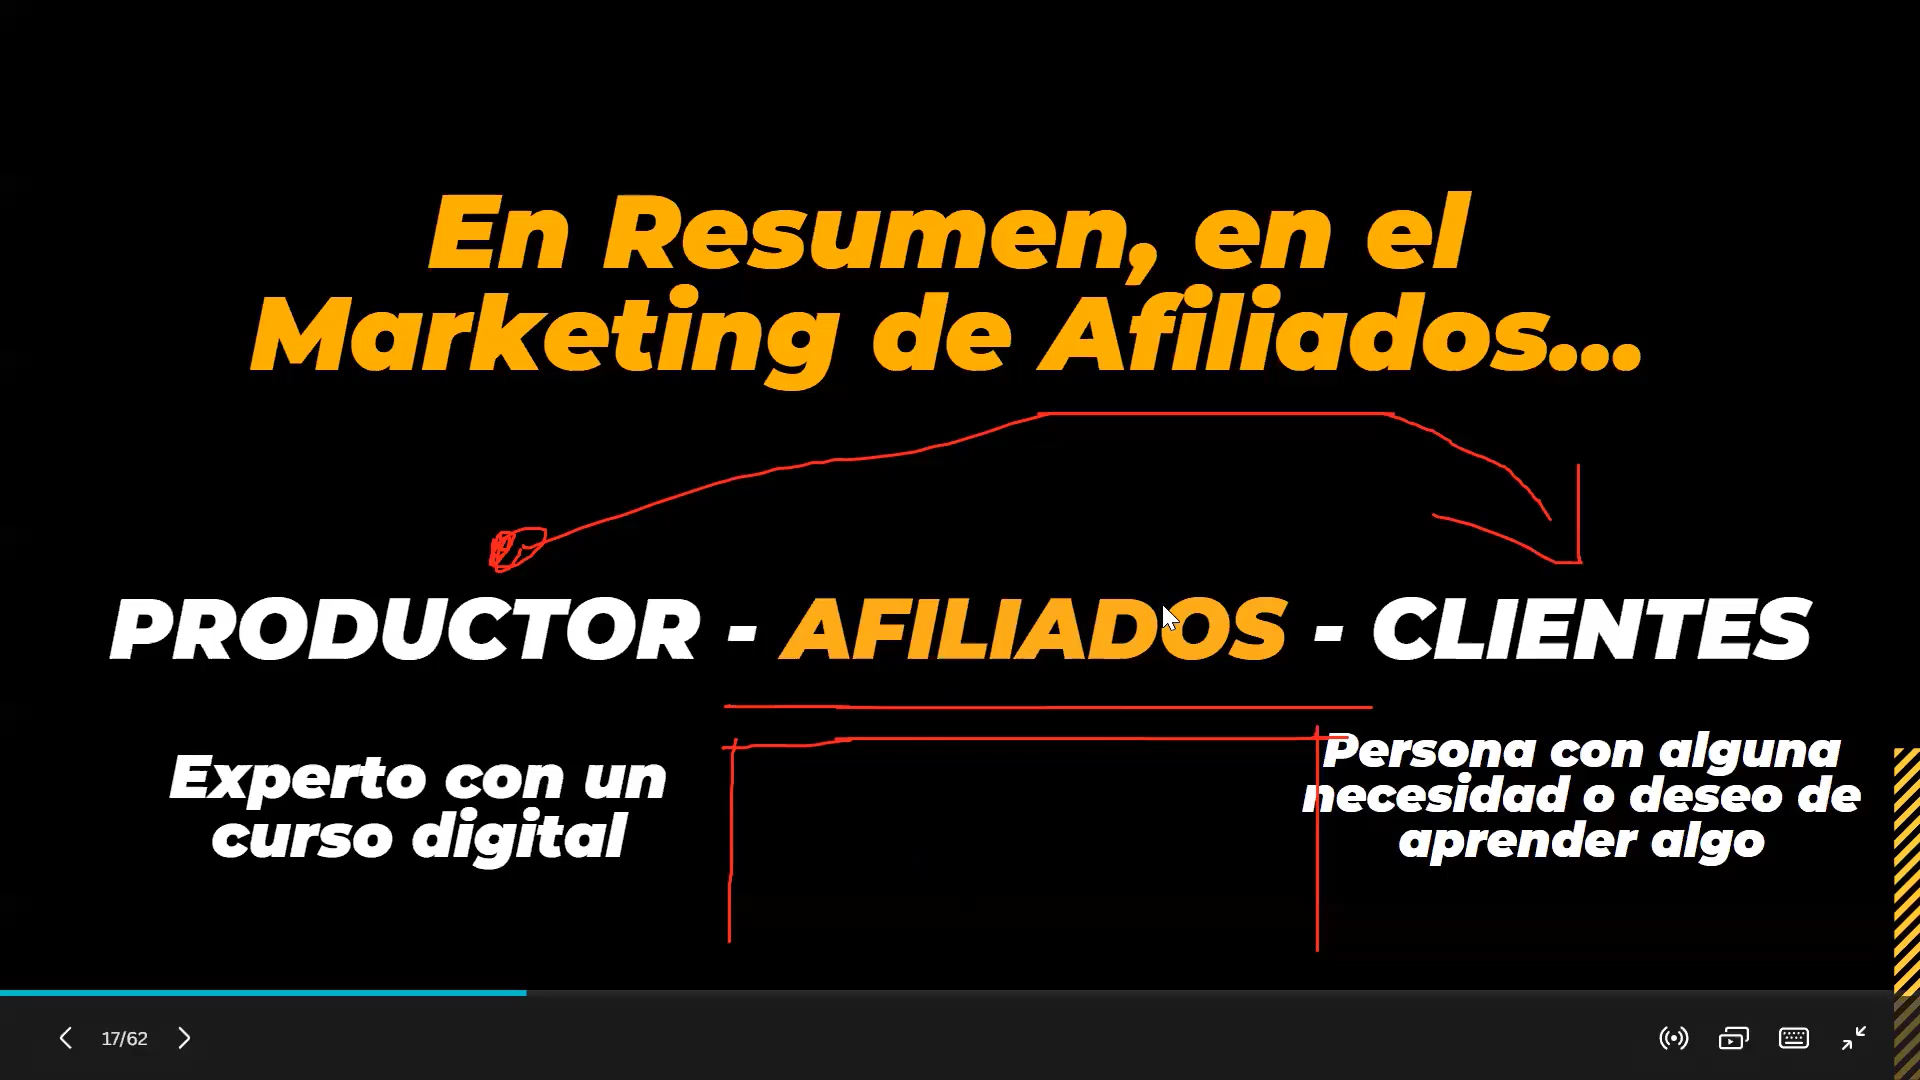 En Resumen, en el
Marketing de Afiliados...
PRODUCTOR - AFILIADOS - CLIENTES
Experto con un
curso digital
Persona con alguna
necesidad o deseo de
aprender algo
17/62